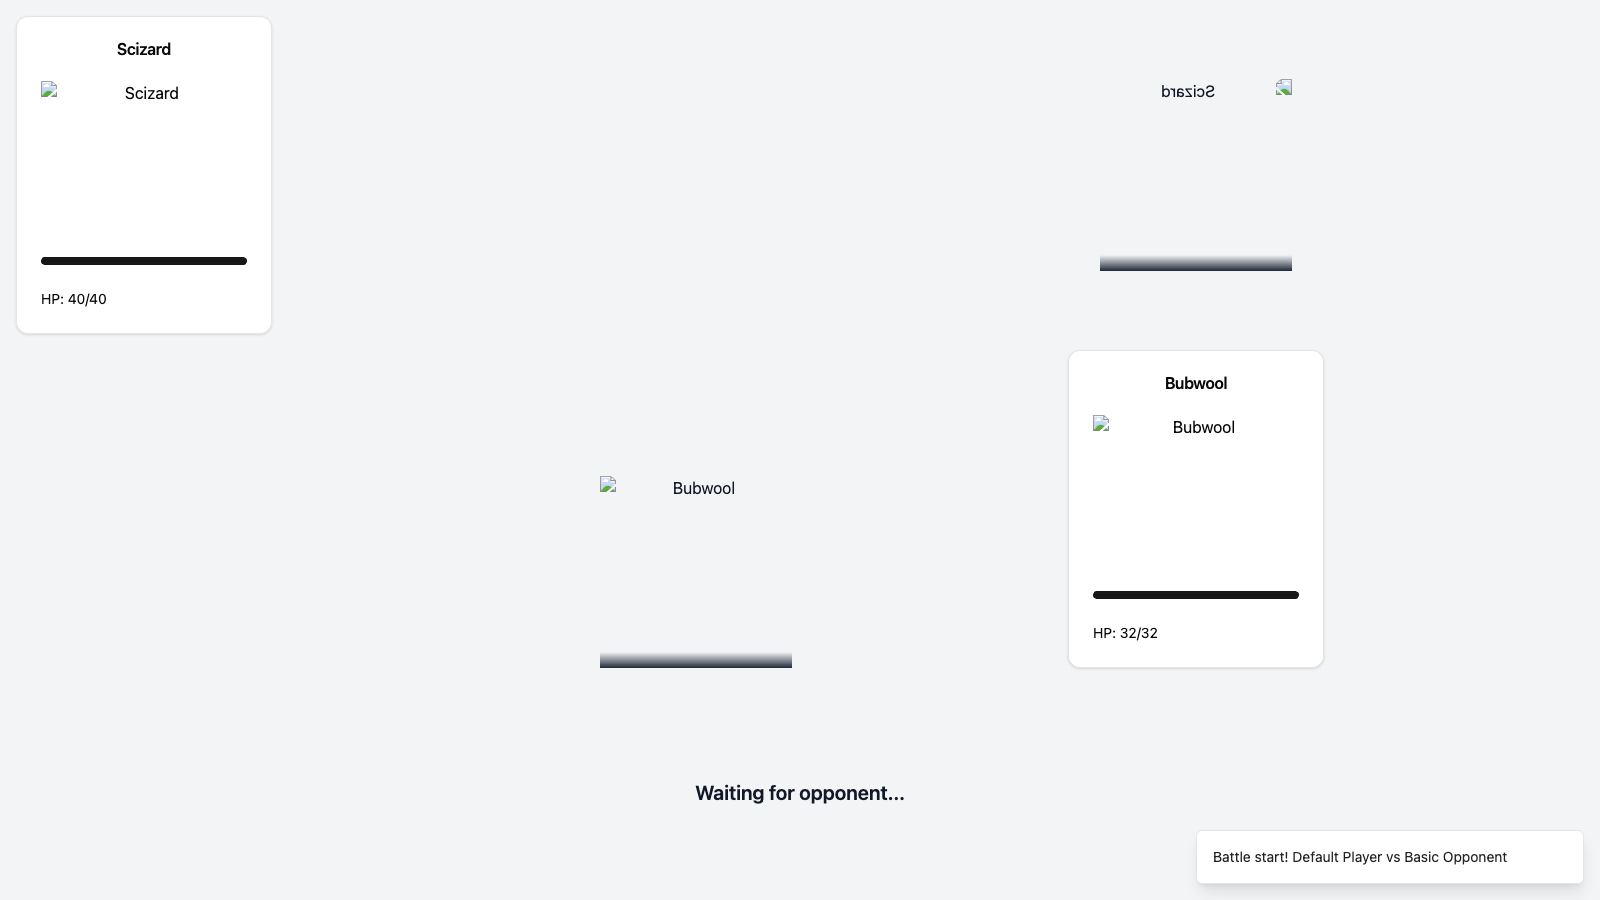 Scizard
Scizard
HP: 40/40
Scizard
Bubwool
Bubwool
HP: 32/32
Bubwool
Waiting for opponent...
Battle start! Default Player vs Basic Opponent